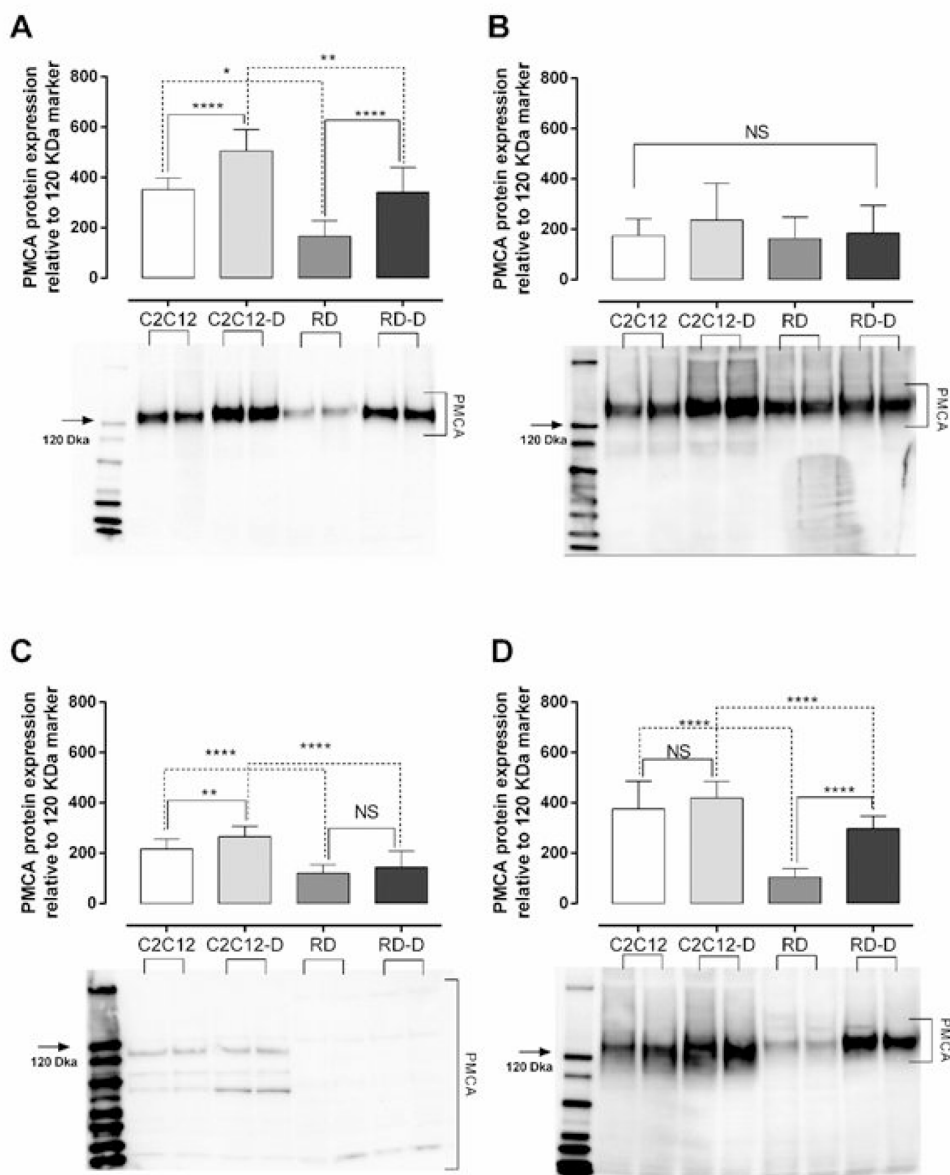 A
PMCA protein expression
relative to 120 KDa marker
800
600
400
200
0
*
**
****
****
C2C12
C2C12-D
RD
RD-D
120 Dka
PMCA
B
PMCA protein expression
relative to 120 KDa marker
800
600
400
200
0
NS
C2C12
C2C12-D
RD
RD-D
120 Dka
PMCA
C
PMCA protein expression
relative to 120 KDa marker
800
600
400
200
0
****
****
**
NS
C2C12
C2C12-D
RD
RD-D
120 Dka
PMCA
D
PMCA protein expression
relative to 120 KDa marker
800
600
400
200
0
****
****
NS
****
C2C12
C2C12-D
RD
RD-D
120 Dka
PMCA